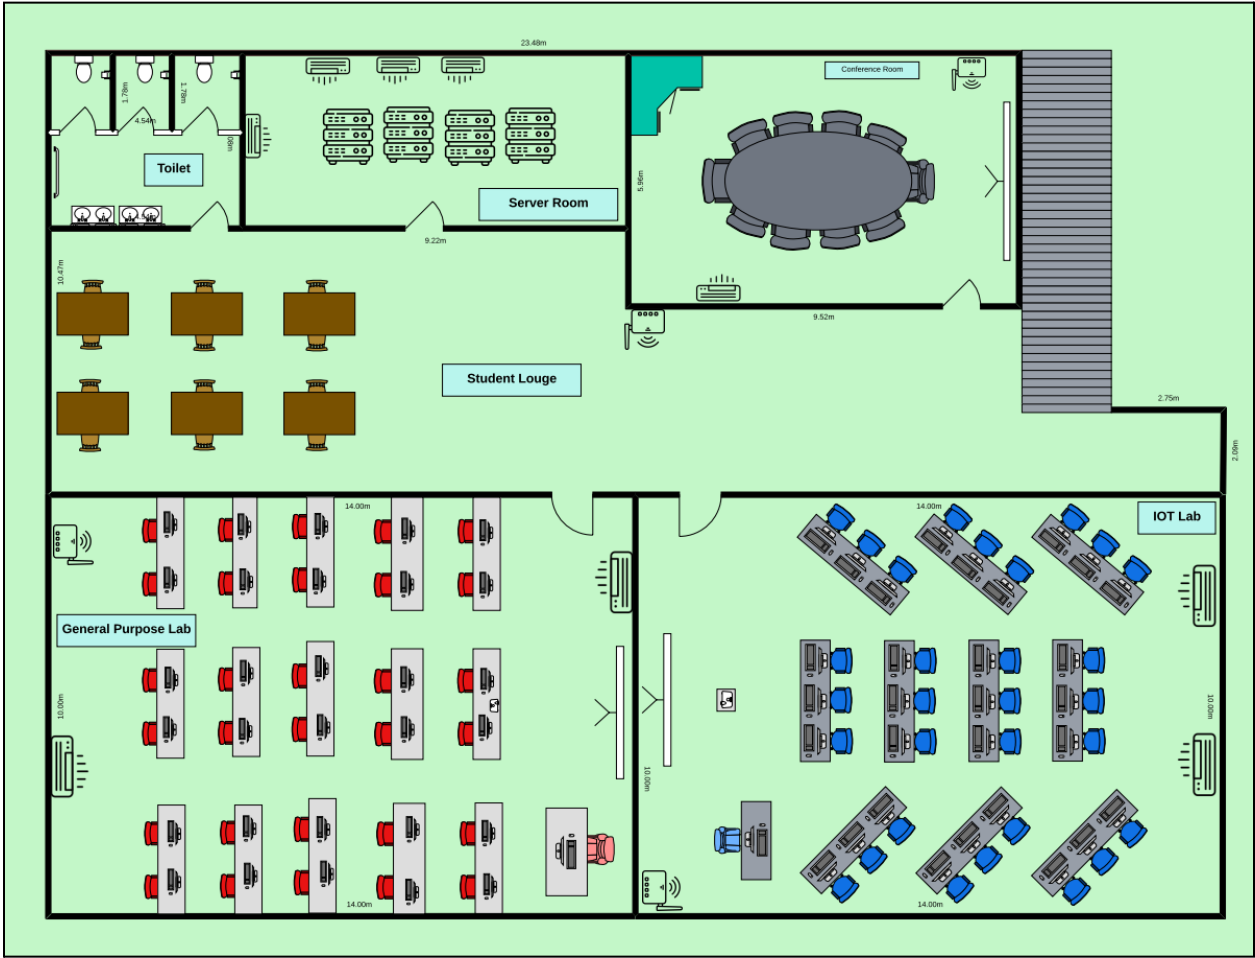 23.48m
Conference Room
1.78m
1.78m
4.54m
08m
Toilet
5.96m
Server Room
9.22m
10.47m
9.52m
Student Louge
2.75m
2.09m
14.00m
14.00m
IOT Lab
General Purpose Lab
10.00m
10.00m
10.00m
14.00m
14.00m